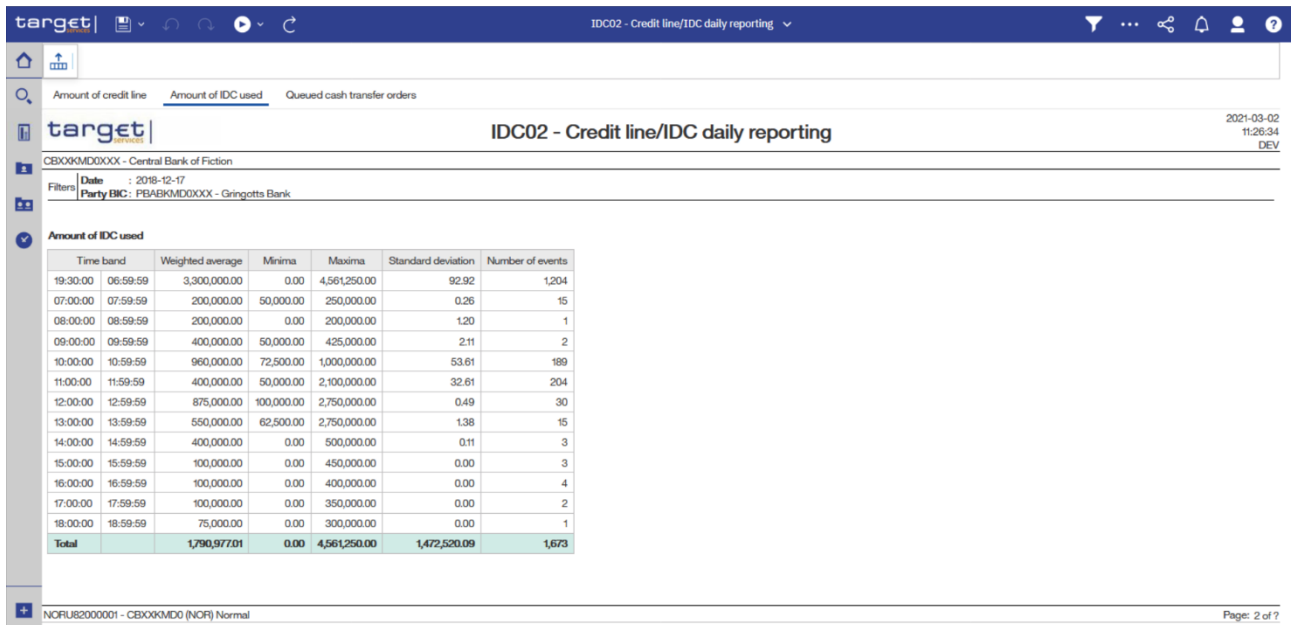 target| services IDC02 - Credit line/IDC daily reporting
Amount of credit line Amount of IDC used Queued cash transfer orders
target| services IDC02 - Credit line/IDC daily reporting 2021-03-02
11:26:34
DEV
CBXXKMD0XXX - Central Bank of Fiction
Filters Date : 2018-12-17
Party BIC : PBABKMD0XXX - Gringotts Bank
Amount of IDC used
Time band Weighted average Minima Maxima Standard deviation Number of events
19:30:00 06:59:59 3,300,000.00 0.00 4,561,250.00 92.92 1,204
07:00:00 07:59:59 200,000.00 50,000.00 250,000.00 0.26 15
08:00:00 08:59:59 200,000.00 0.00 200,000.00 1.20 1
09:00:00 09:59:59 400,000.00 50,000.00 425,000.00 2.11 2
10:00:00 10:59:59 960,000.00 72,500.00 1,000,000.00 53.61 189
11:00:00 11:59:59 400,000.00 50,000.00 2,100,000.00 32.61 204
12:00:00 12:59:59 875,000.00 100,000.00 2,750,000.00 0.49 30
13:00:00 13:59:59 550,000.00 62,500.00 2,750,000.00 1.38 15
14:00:00 14:59:59 400,000.00 0.00 500,000.00 0.11 3
15:00:00 15:59:59 100,000.00 0.00 450,000.00 0.00 3
16:00:00 16:59:59 100,000.00 0.00 400,000.00 0.00 4
17:00:00 17:59:59 100,000.00 0.00 350,000.00 0.00 2
18:00:00 18:59:59 75,000.00 0.00 300,000.00 0.00 1
Total 1,790,977.01 0.00 4,561,250.00 1,472,520.09 1,673
NORU82000001 - CBXXKMD0 (NOR) Normal Page: 2 of ?